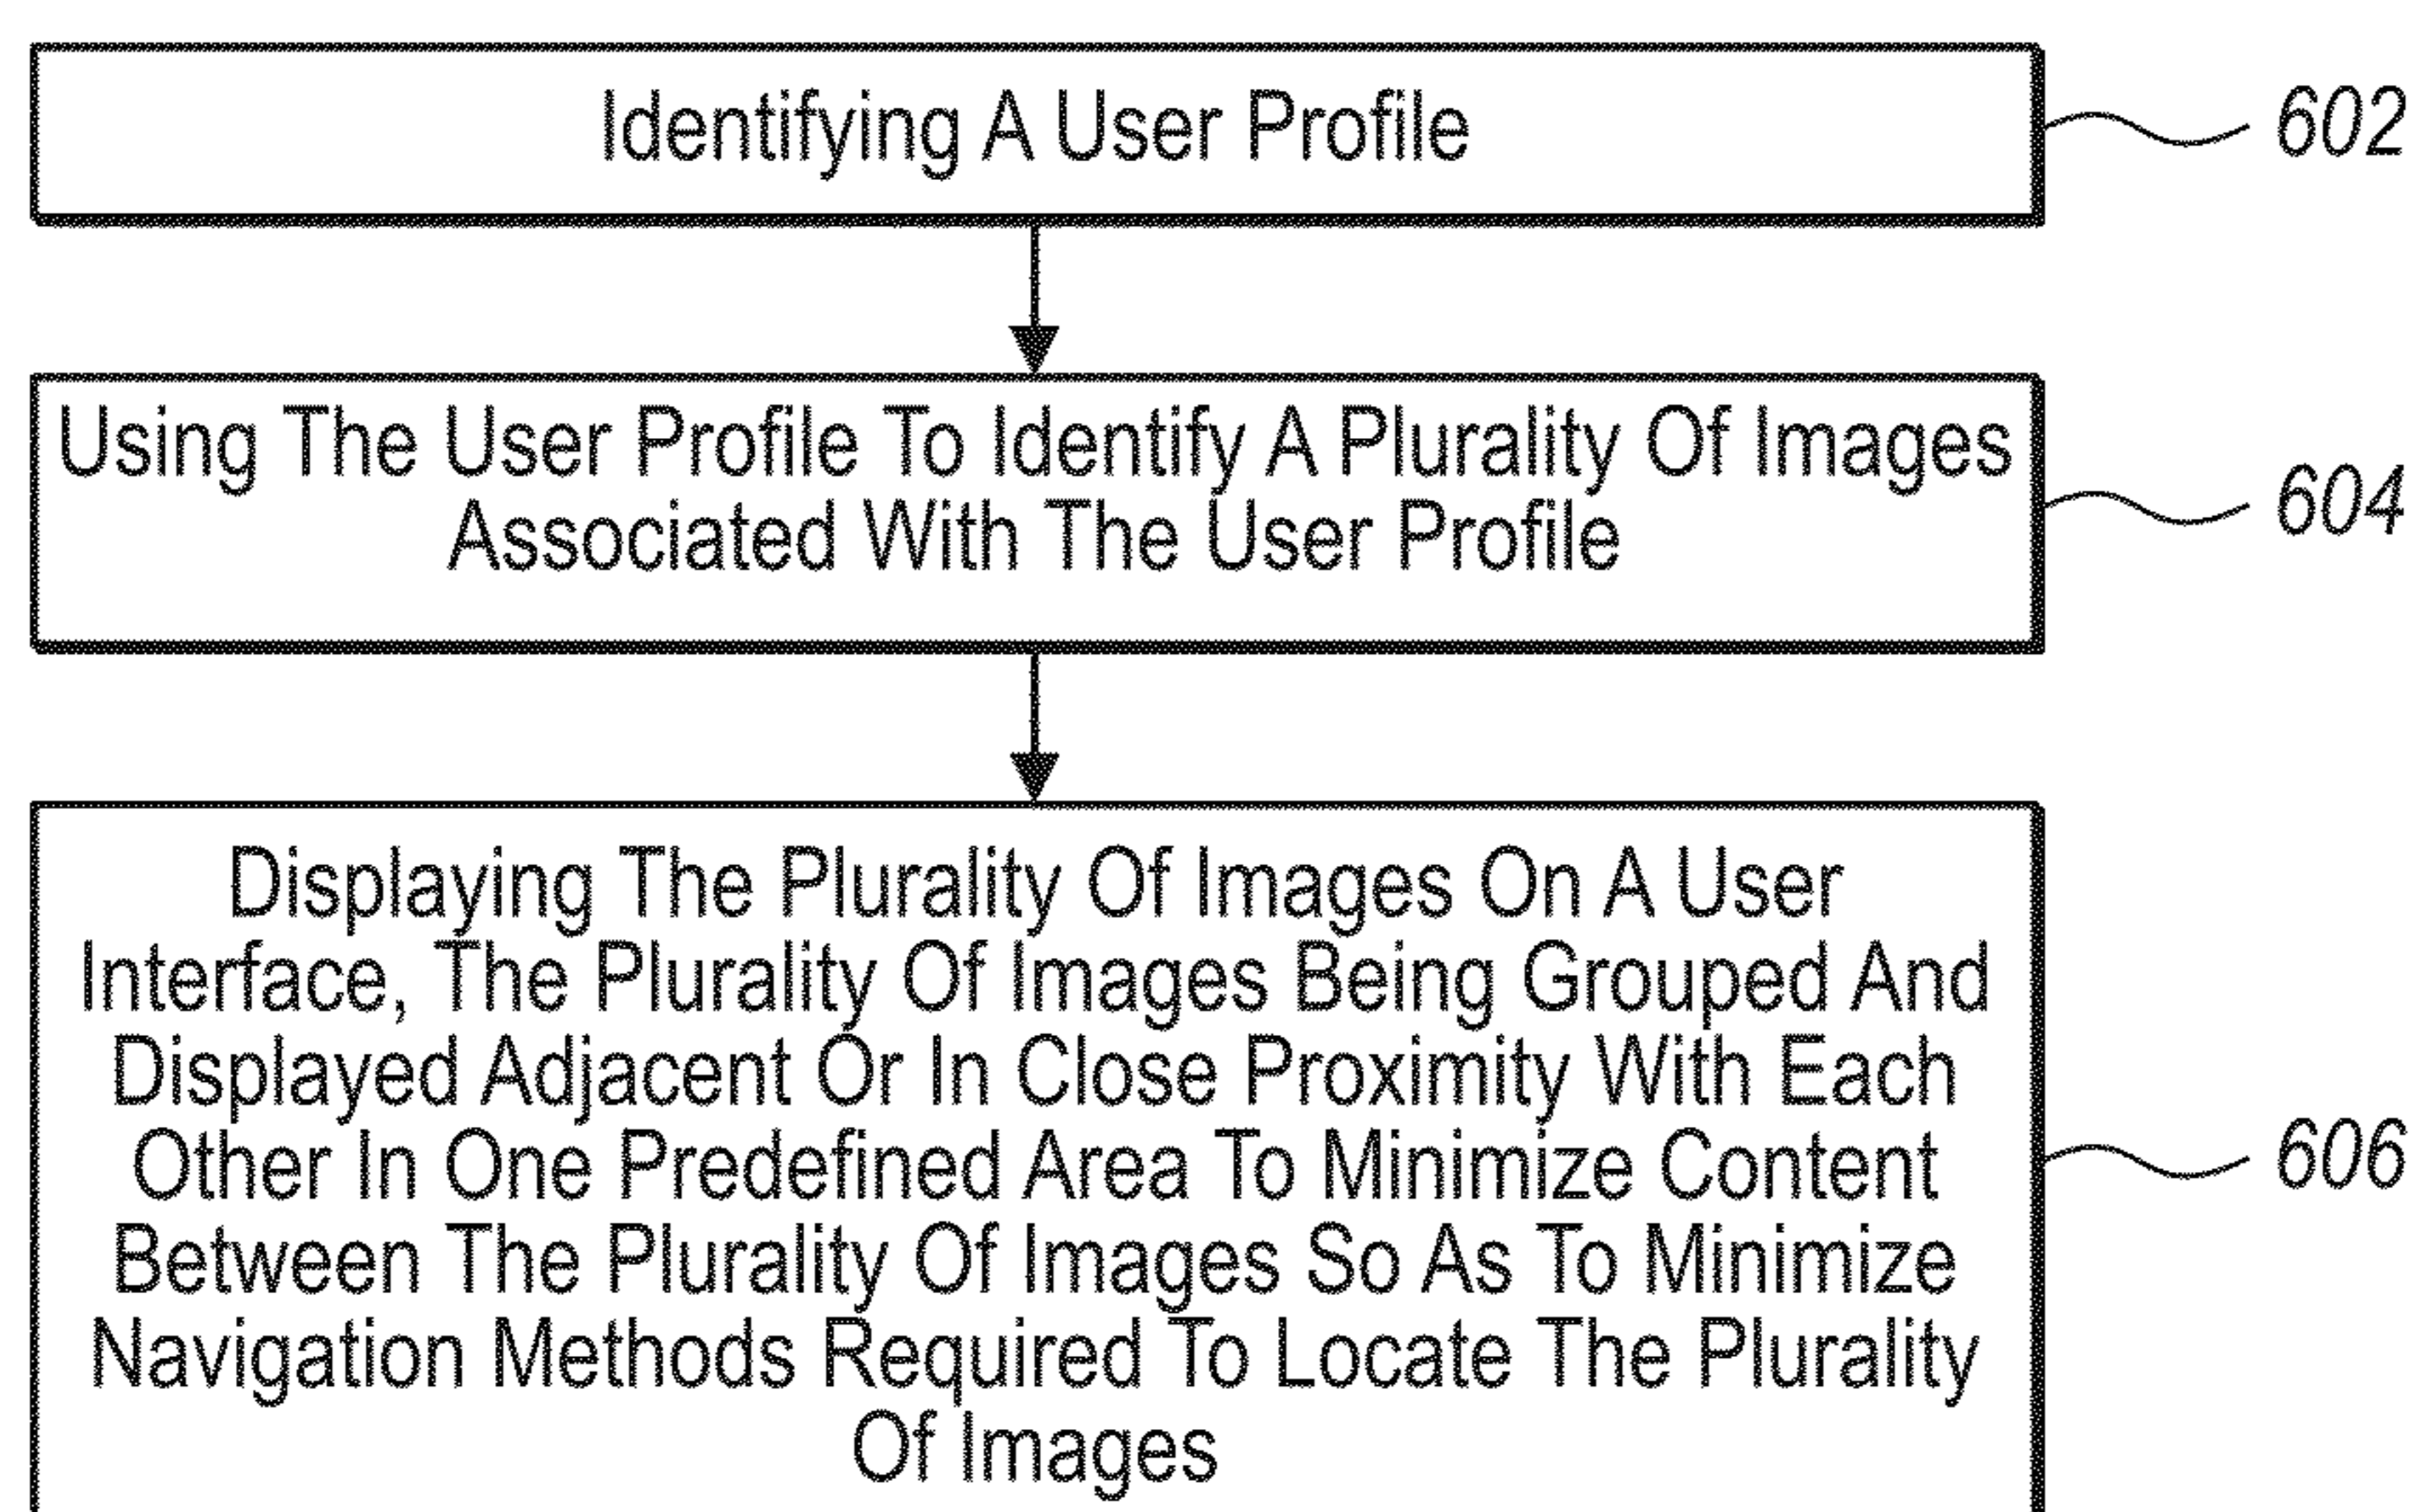 Identifying A User Profile
602
Using The User Profile To Identify A Plurality Of Images
Associated With The User Profile
604
Displaying The Plurality Of Images On A User
Interface, The Plurality Of Images Being Grouped And
Displayed Adjacent Or In Close Proximity With Each
Other In One Predefined Area To Minimize Content
Between The Plurality Of Images So As To Minimize
Navigation Methods Required To Locate The Plurality
Of Images
606